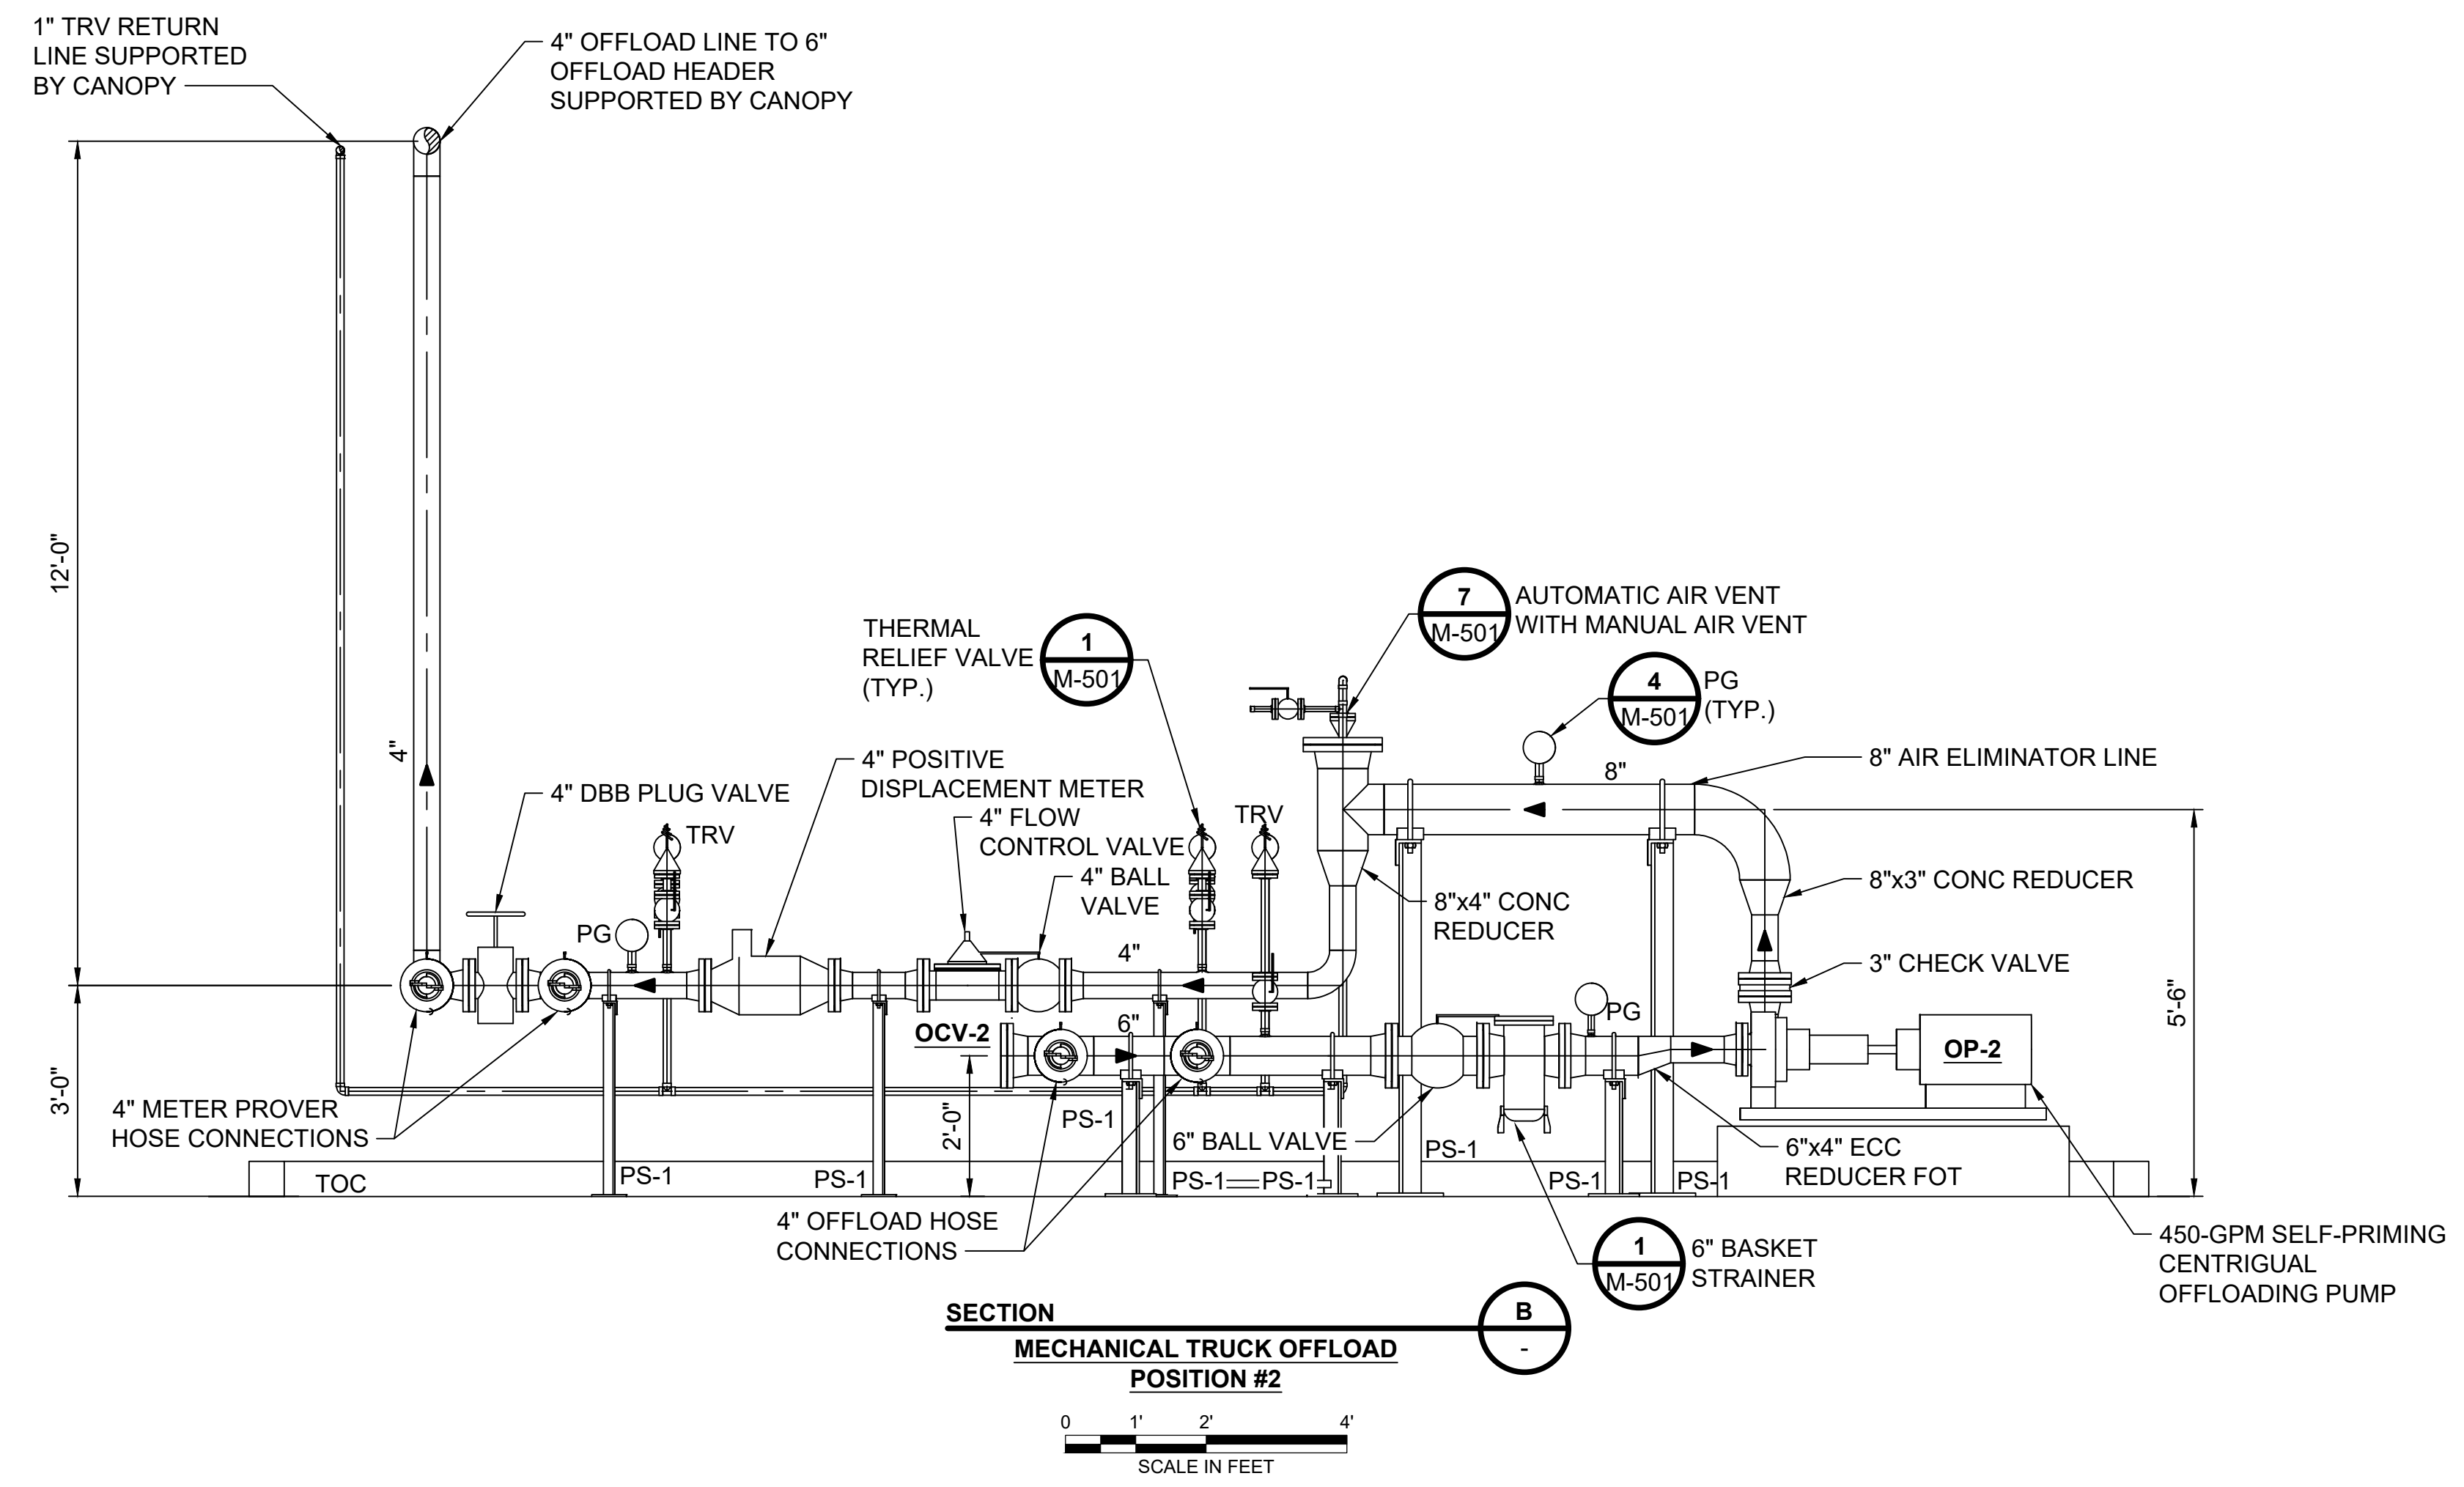 1" TRV RETURN
LINE SUPPORTED
BY CANOPY
4" OFFLOAD LINE TO 6"
OFFLOAD HEADER
SUPPORTED BY CANOPY
12'-0"
THERMAL
RELIEF VALVE
(TYP.)
1
M-501
7
M-501
AUTOMATIC AIR VENT
WITH MANUAL AIR VENT
4
M-501
PG
(TYP.)
4"
4" DBB PLUG VALVE
4" POSITIVE
DISPLACEMENT METER
4" FLOW
CONTROL VALVE
4" BALL
VALVE
TRV
TRV
8"
8" AIR ELIMINATOR LINE
8"x4" CONC
REDUCER
8"x3" CONC REDUCER
3" CHECK VALVE
PG
4"
6"
OCV-2
PG
OP-2
5'-6"
3'-0"
2'-0"
4" METER PROVER
HOSE CONNECTIONS
PS-1
6" BALL VALVE
PS-1
6"x4" ECC
REDUCER FOT
TOC
PS-1
PS-1
PS-1
PS-1
PS-1
PS-1
4" OFFLOAD HOSE
CONNECTIONS
1
M-501
6" BASKET
STRAINER
450-GPM SELF-PRIMING
CENTRIGUAL
OFFLOADING PUMP
SECTION
B
-
MECHANICAL TRUCK OFFLOAD
POSITION #2
0 1' 2' 4'
SCALE IN FEET